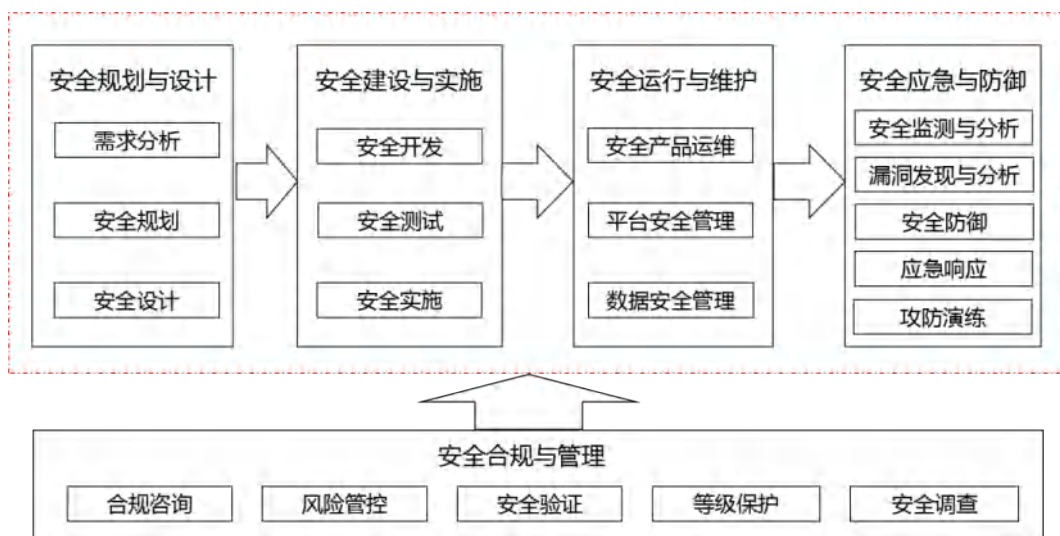 安全规划与设计
需求分析
安全规划
安全设计
安全建设与实施
安全开发
安全测试
安全实施
安全运行与维护
安全产品运维
平台安全管理
数据安全管理
安全应急与防御
安全监测与分析
漏洞发现与分析
安全防御
应急响应
攻防演练
安全合规与管理
合规咨询
风险管控
安全验证
等级保护
安全调查